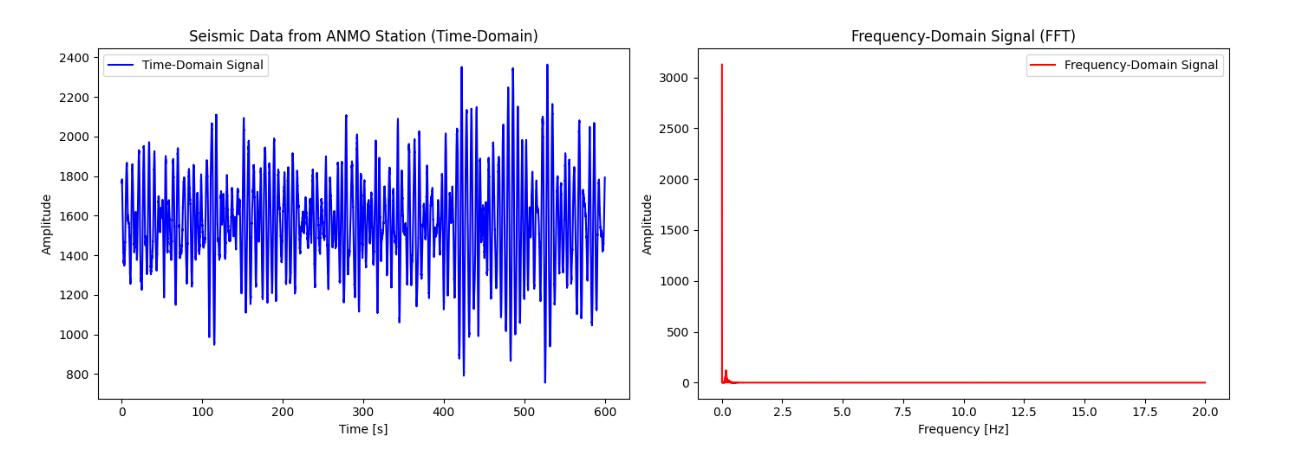 Seismic Data from ANMO Station (Time-Domain)
Time-Domain Signal
Amplitude
2400
2200
2000
1800
1600
1400
1200
1000
800
0 100 200 300 400 500 600
Time [s]
Frequency-Domain Signal (FFT)
Frequency-Domain Signal
Amplitude
3000
2500
2000
1500
1000
500
0
0.0 2.5 5.0 7.5 10.0 12.5 15.0 17.5 20.0
Frequency [Hz]